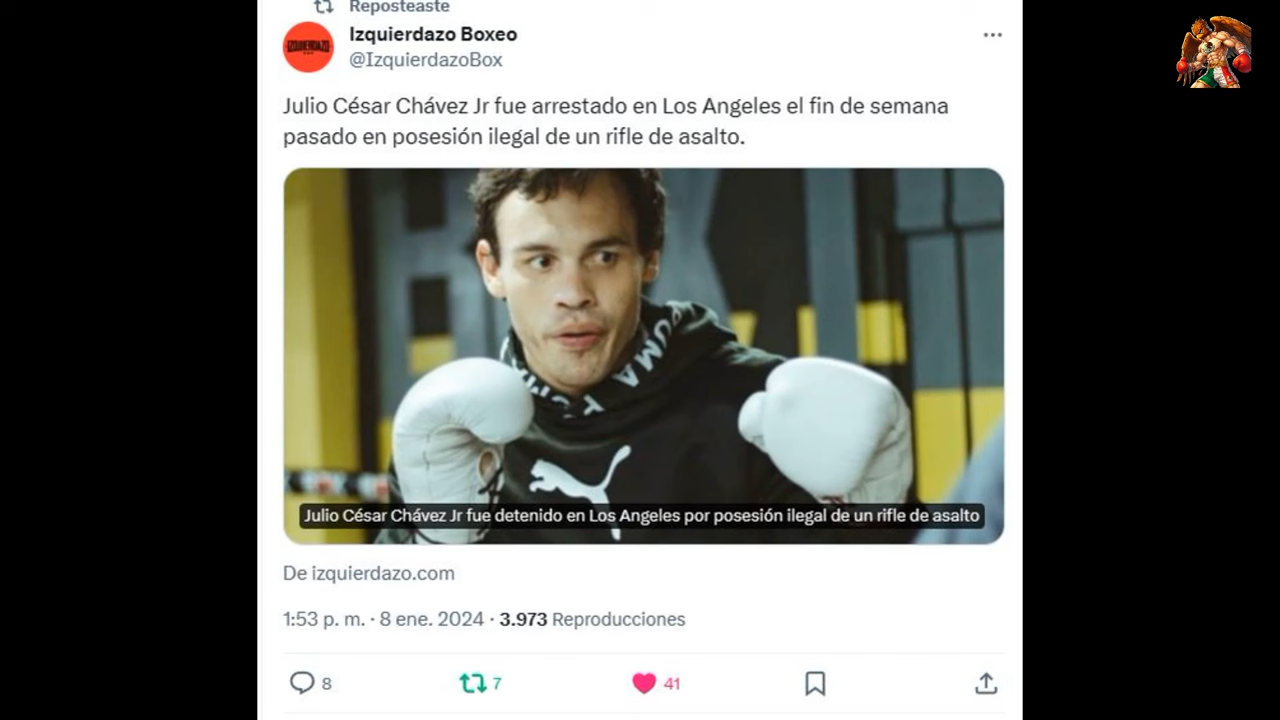 Reposteaste
Izquierdazo Boxeo
@IzquierdazoBox
Julio César Chávez Jr fue arrestado en Los Angeles el fin de semana
pasado en posesión ilegal de un rifle de asalto.
IZQUIERDAZO
PUMA
Julio César Chávez Jr fue detenido en Los Angeles por posesión ilegal de un rifle de asalto
De izquierdazo.com
1:53 p. m. · 8 ene. 2024 · 3.973 Reproducciones
8
7
41